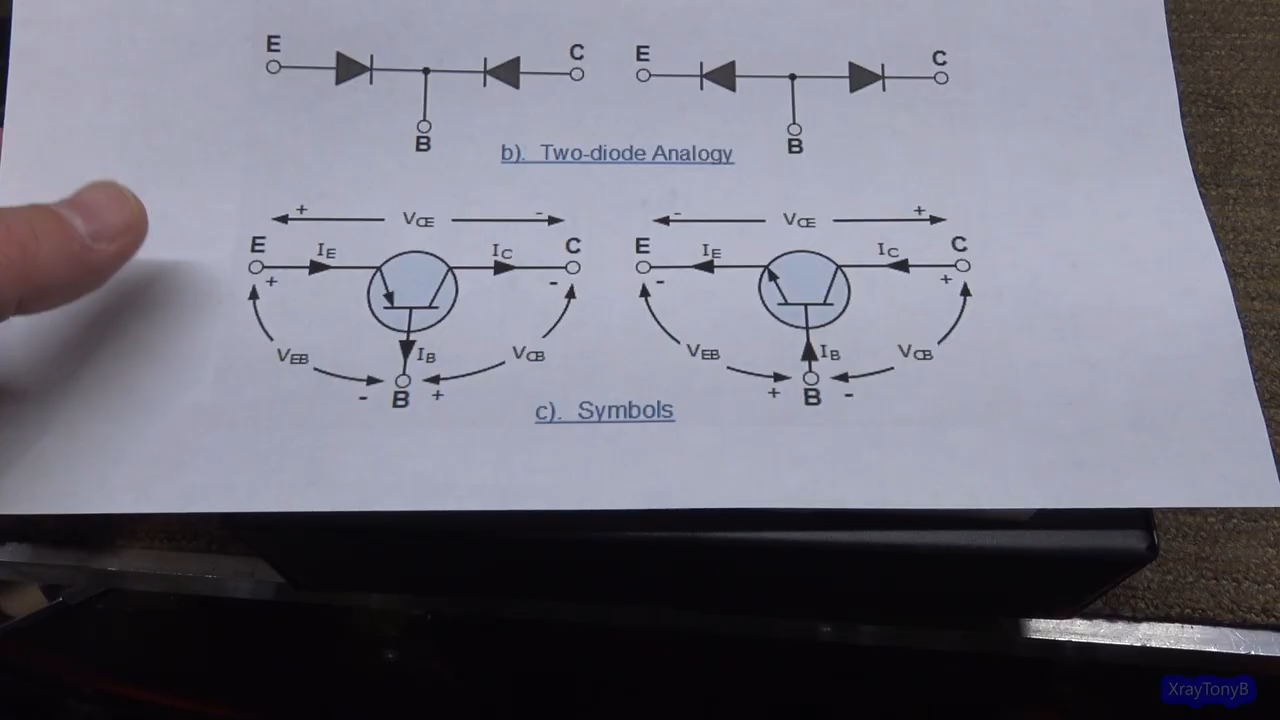 E C E C
B B
b). Two-diode Analogy
+ VCE - - VCE +
E IE IC C E IE IC C
+ - - +
VEB VCB VEB VCB
IB IB
- B + + B -
c). Symbols
XrayTonyB